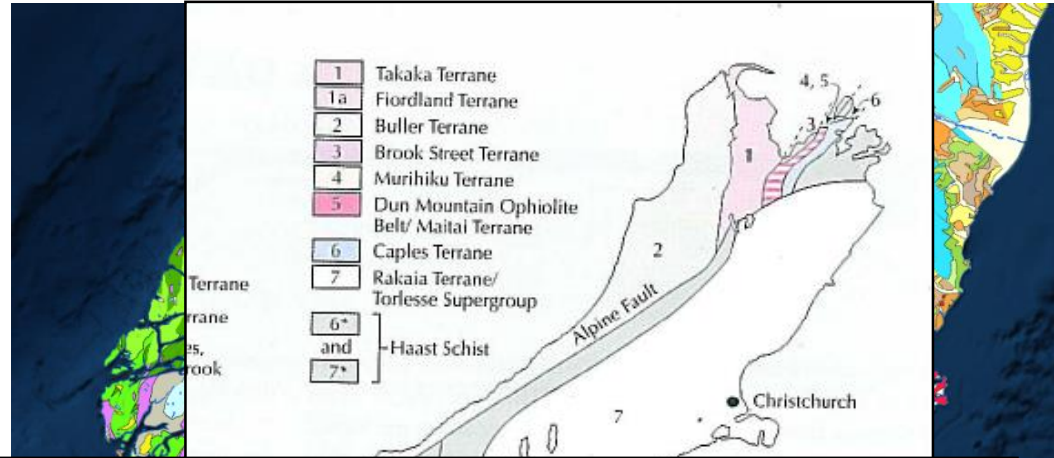 1 Takaka Terrane
1a Fiordland Terrane
2 Buller Terrane
3 Brook Street Terrane
4 Murihiku Terrane
5 Dun Mountain Ophiolite
Belt/ Maitai Terrane
6 Caples Terrane
7 Rakaia Terrane/
Torlesse Supergroup
6*
and
7*
Haast Schist
Terrane
rrane
es,
rook
4, 5
6
3
1
2
Alpine Fault
Christchurch
7